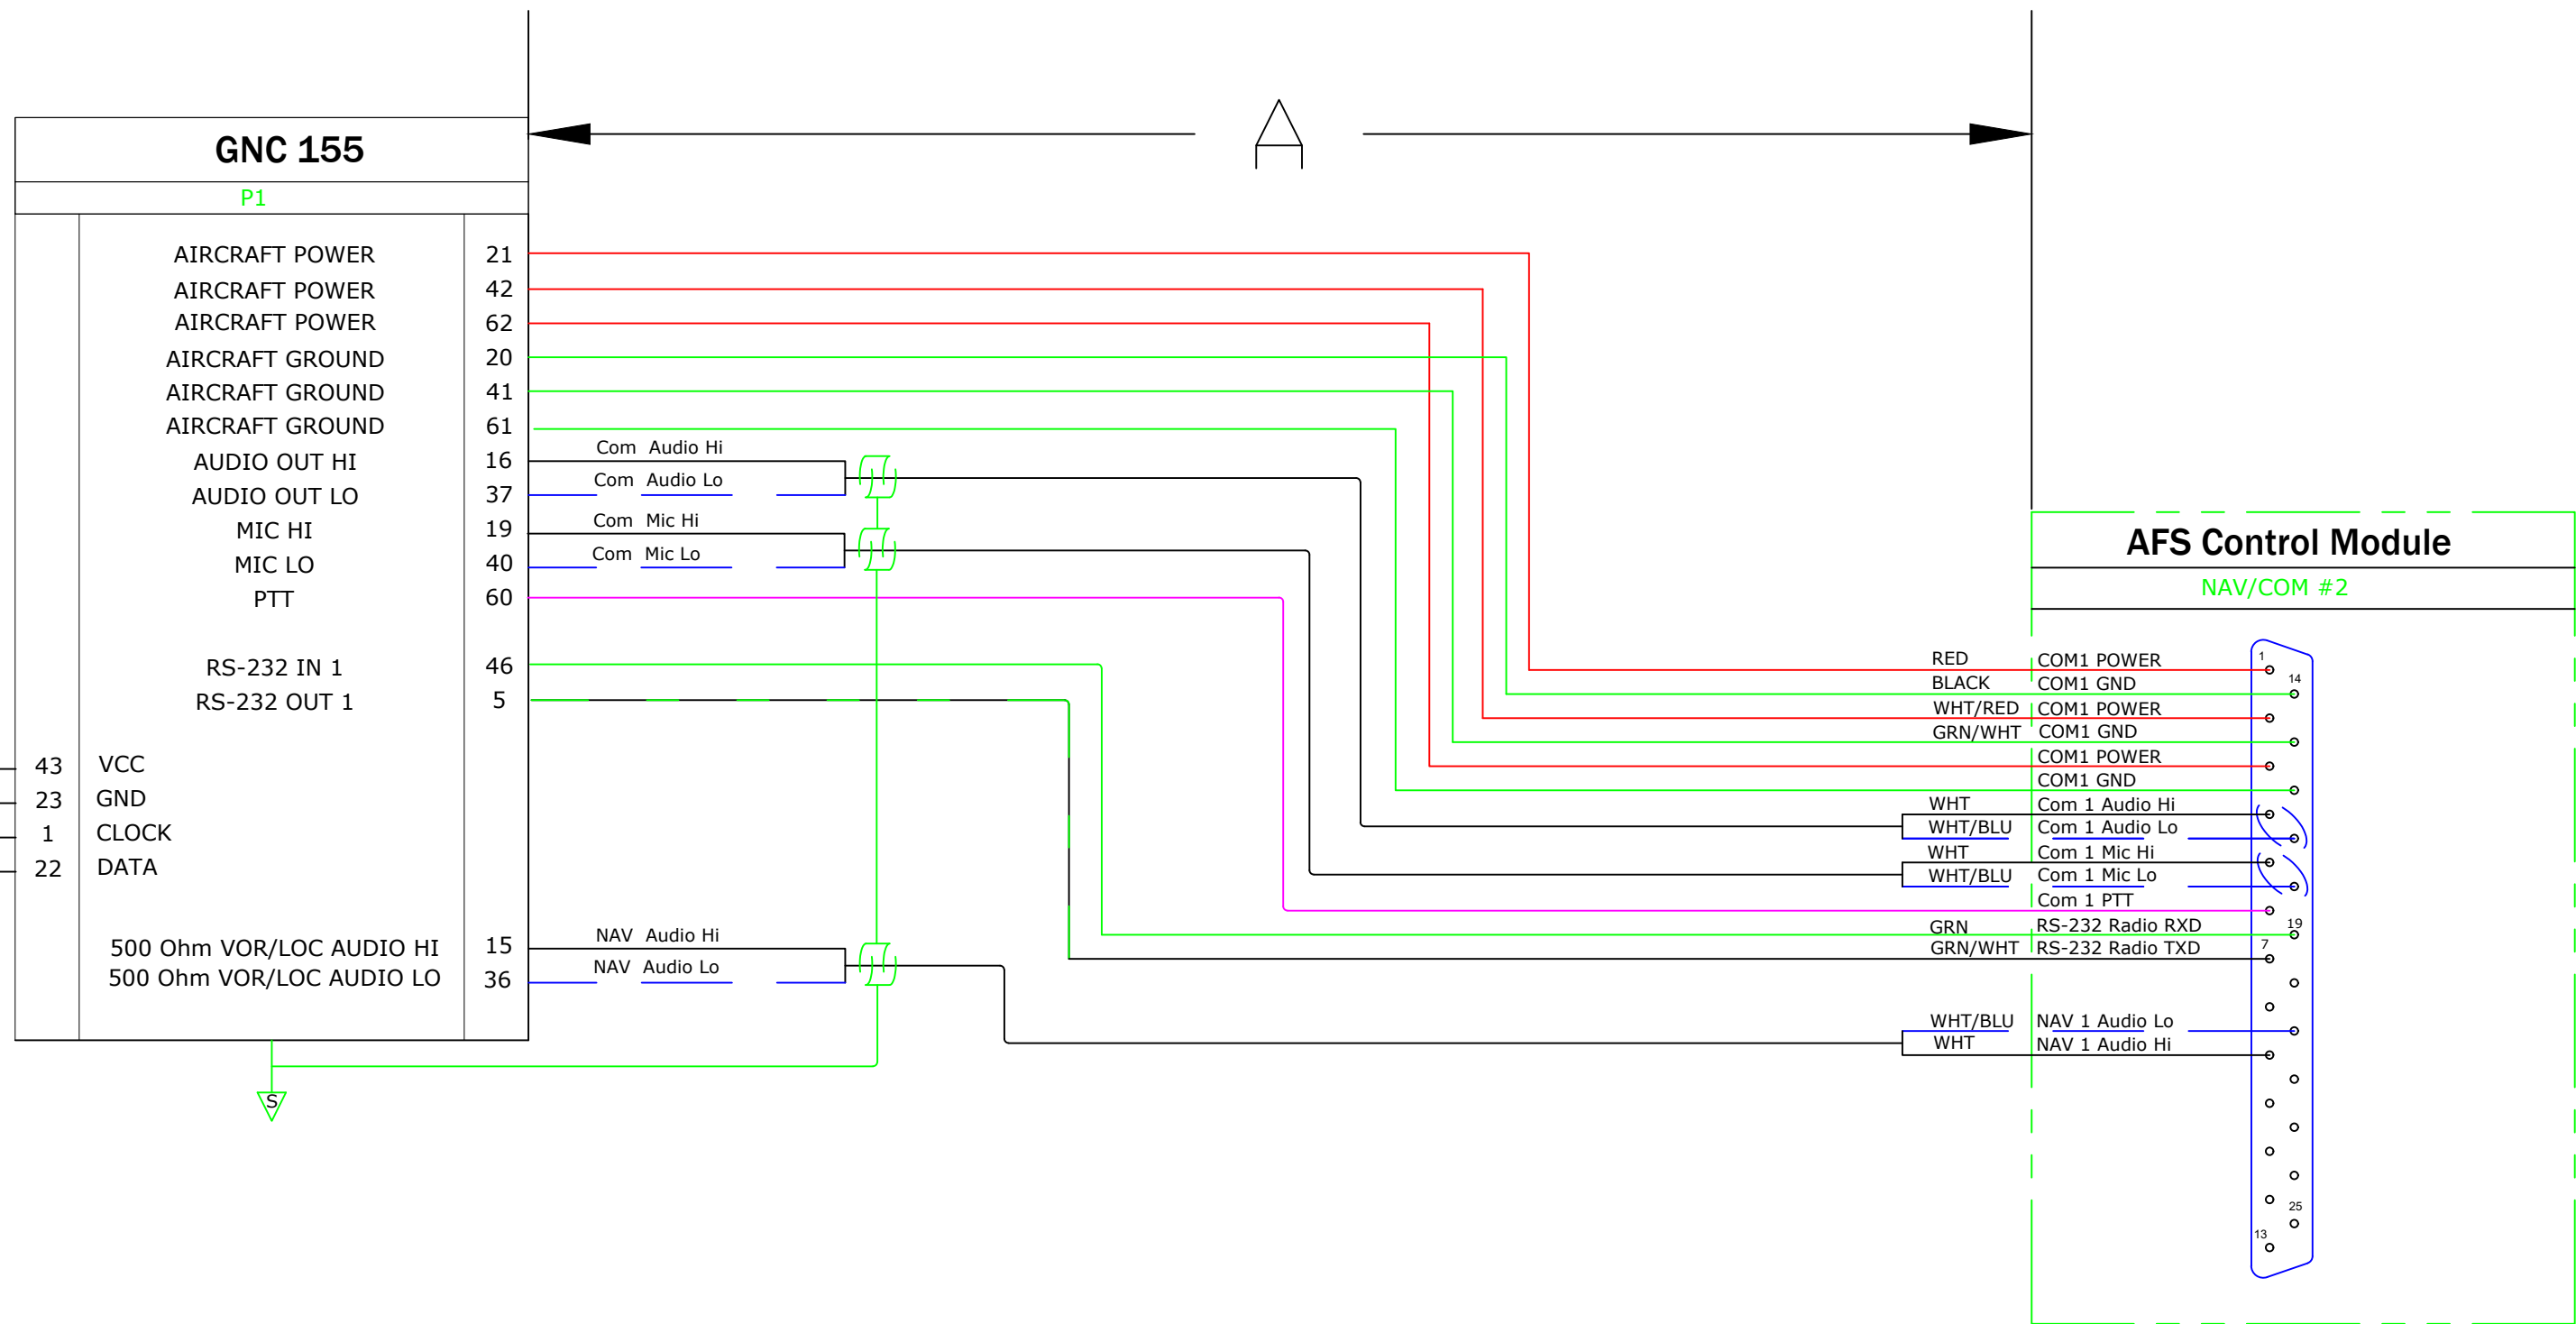 GNC 155
P1
AIRCRAFT POWER 21
AIRCRAFT POWER 42
AIRCRAFT POWER 62
AIRCRAFT GROUND 20
AIRCRAFT GROUND 41
AIRCRAFT GROUND 61
AUDIO OUT HI 16
AUDIO OUT LO 37
MIC HI 19
MIC LO 40
PTT 60
RS-232 IN 1 46
RS-232 OUT 1 5
43 VCC
23 GND
1 CLOCK
22 DATA
500 Ohm VOR/LOC AUDIO HI 15
500 Ohm VOR/LOC AUDIO LO 36
S
Com Audio Hi
Com Audio Lo
Com Mic Hi
Com Mic Lo
NAV Audio Hi
NAV Audio Lo
A
AFS Control Module
NAV/COM #2
RED COM1 POWER 1
BLACK COM1 GND 14
WHT/RED COM1 POWER
GRN/WHT COM1 GND
COM1 POWER
COM1 GND
WHT Com 1 Audio Hi
WHT/BLU Com 1 Audio Lo
WHT Com 1 Mic Hi
WHT/BLU Com 1 Mic Lo
Com 1 PTT
GRN RS-232 Radio RXD 19
GRN/WHT RS-232 Radio TXD 7
WHT/BLU NAV 1 Audio Lo
WHT NAV 1 Audio Hi
25
13